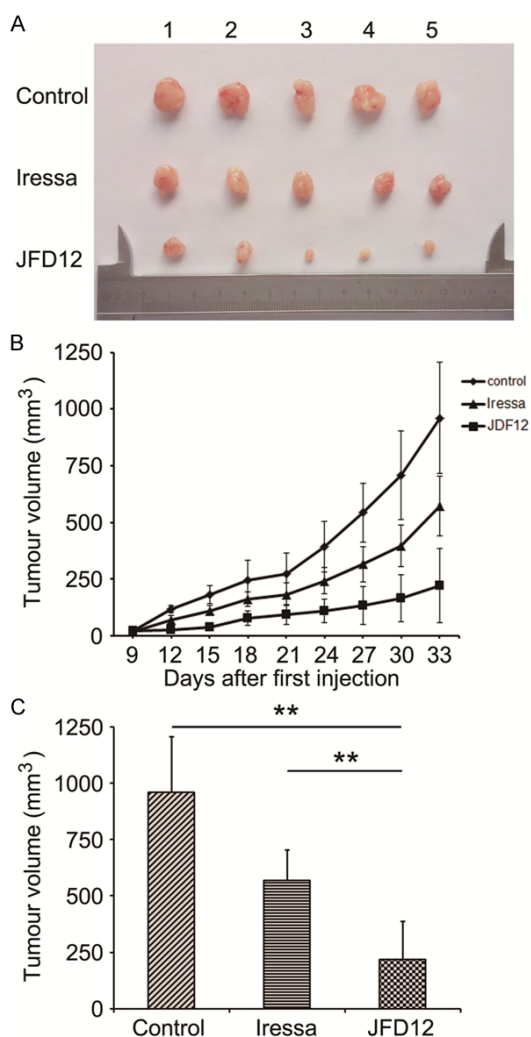 A
1 2 3 4 5
Control
Iressa
JFD12
B
1250
1000
750
500
250
0
Tumour volume (mm³)
control
Iressa
JDF12
9 12 15 18 21 24 27 30 33
Days after first injection
C
**
**
1250
1000
750
500
250
0
Tumour volume (mm³)
Control Iressa JFD12